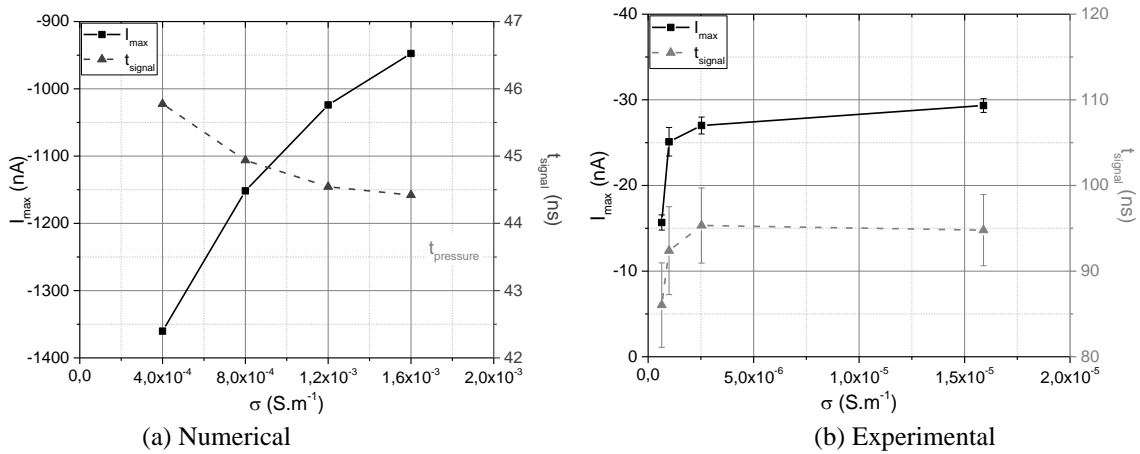 -900
-1000
-1100
-1200
-1300
-1400
I_max (nA)
I_max
t_signal
t_pressure
47
46
45
44
43
42
t_signal (ns)
0,0
4,0x10^-4
8,0x10^-4
1,2x10^-3
1,6x10^-3
2,0x10^-3
σ (S.m^-1)
(a) Numerical
-40
-30
-20
-10
0
I_max (nA)
I_max
t_signal
120
110
100
90
80
t_signal (ns)
0,0
5,0x10^-6
1,0x10^-5
1,5x10^-5
2,0x10^-5
σ (S.m^-1)
(b) Experimental